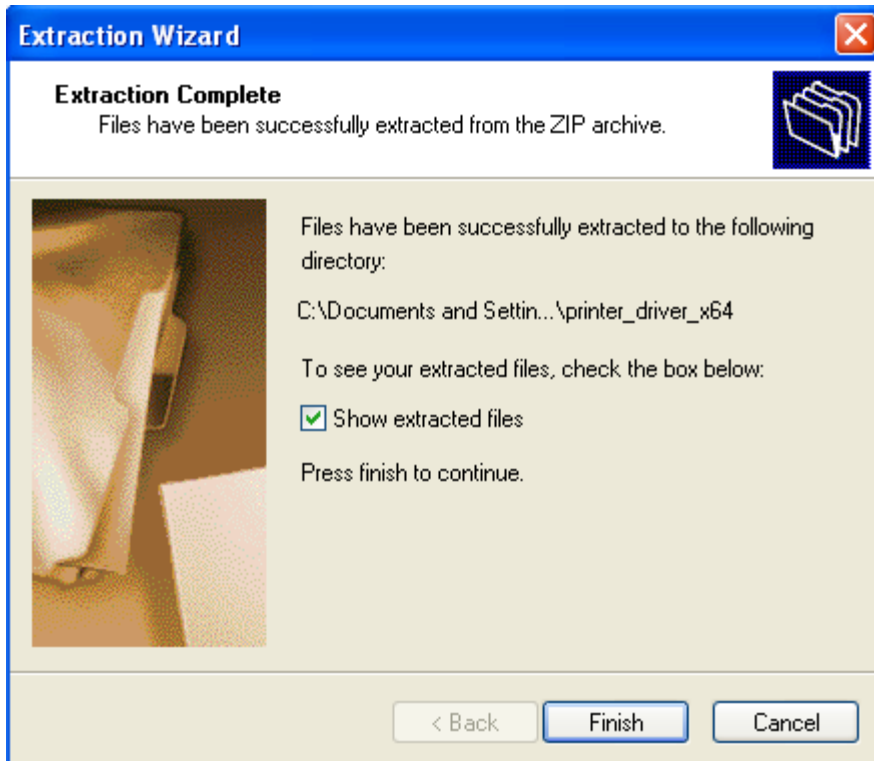 Extraction Wizard
Extraction Complete
Files have been successfully extracted from the ZIP archive.
Files have been successfully extracted to the following
directory:
C:\Documents and Settin...\printer_driver_x64
To see your extracted files, check the box below:
Show extracted files
Press finish to continue.
< Back
Finish
Cancel